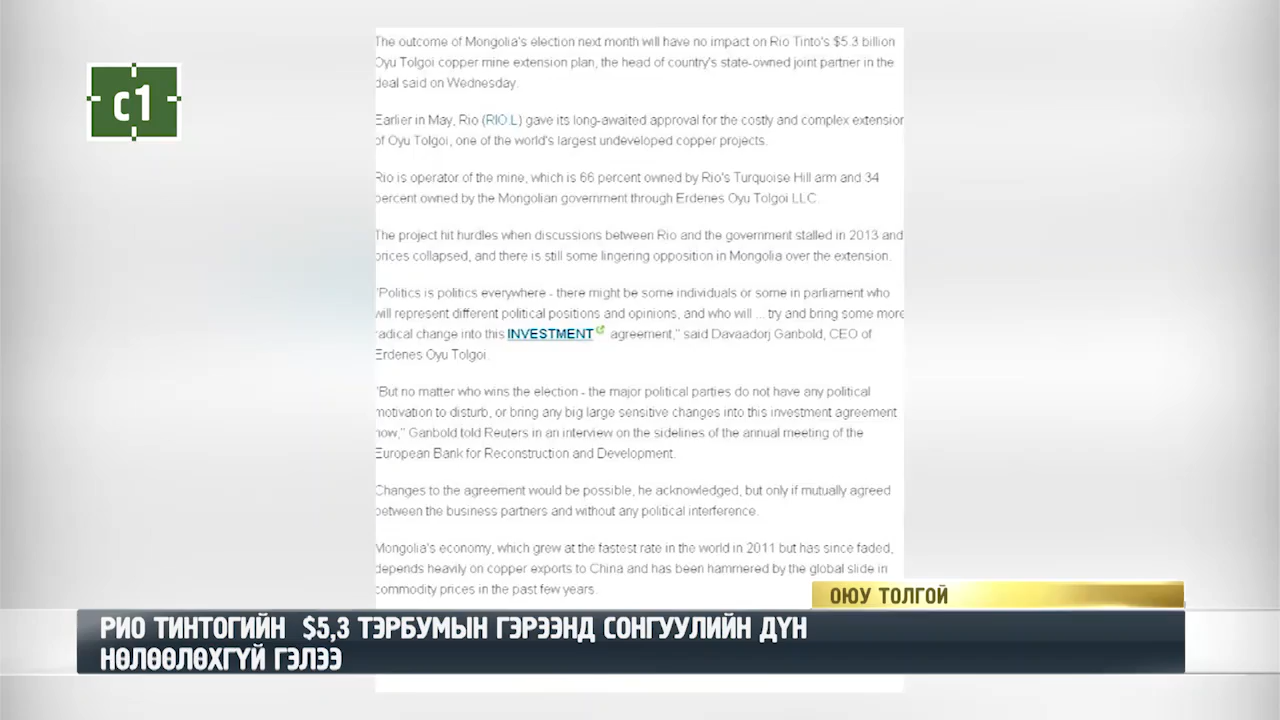 The outcome of Mongolia's election next month will have no impact on Rio Tinto's $5.3 billion
Oyu Tolgoi copper mine extension plan, the head of country's state-owned joint partner in the
deal said on Wednesday.
c1
Earlier in May, Rio (RIO.L) gave its long-awaited approval for the costly and complex extension
of Oyu Tolgoi, one of the world's largest undeveloped copper projects.
Rio is operator of the mine, which is 66 percent owned by Rio's Turquoise Hill arm and 34
percent owned by the Mongolian government through Erdenes Oyu Tolgoi LLC.
The project hit hurdles when discussions between Rio and the government stalled in 2013 and
prices collapsed, and there is still some lingering opposition in Mongolia over the extension.
"Politics is politics everywhere - there might be some individuals or some in parliament who
will represent different political positions and opinions, and who will ... try and bring some more
radical change into this INVESTMENT agreement," said Davaadorj Ganbold, CEO of
Erdenes Oyu Tolgoi.
"But no matter who wins the election - the major political parties do not have any political
motivation to disturb, or bring any big large sensitive changes into this investment agreement
now," Ganbold told Reuters in an interview on the sidelines of the annual meeting of the
European Bank for Reconstruction and Development.
Changes to the agreement would be possible, he acknowledged, but only if mutually agreed
between the business partners and without any political interference.
Mongolia's economy, which grew at the fastest rate in the world in 2011 but has since faded,
depends heavily on copper exports to China and has been hammered by the global slide in
commodity prices in the past few years.
ОЮУ ТОЛГОЙ
РИО ТИНТОГИЙН $5,3 ТЭРБУМЫН ГЭРЭЭНД СОНГУУЛИЙН ДҮН
НӨЛӨӨЛӨХГҮЙ ГЭЛЭЭ